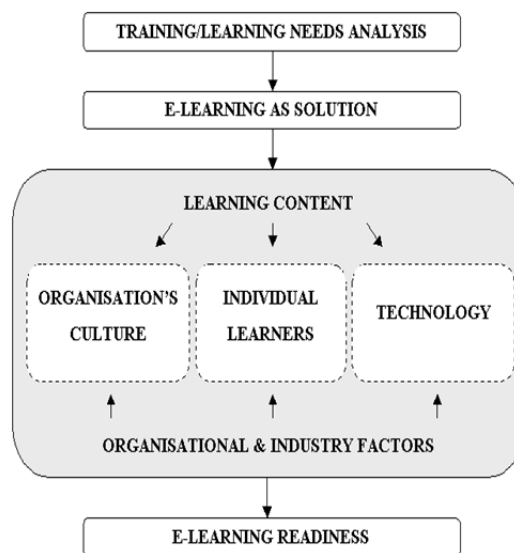 TRAINING/LEARNING NEEDS ANALYSIS
E-LEARNING AS SOLUTION
LEARNING CONTENT
ORGANISATION'S
CULTURE
INDIVIDUAL
LEARNERS
TECHNOLOGY
ORGANISATIONAL & INDUSTRY FACTORS
E-LEARNING READINESS